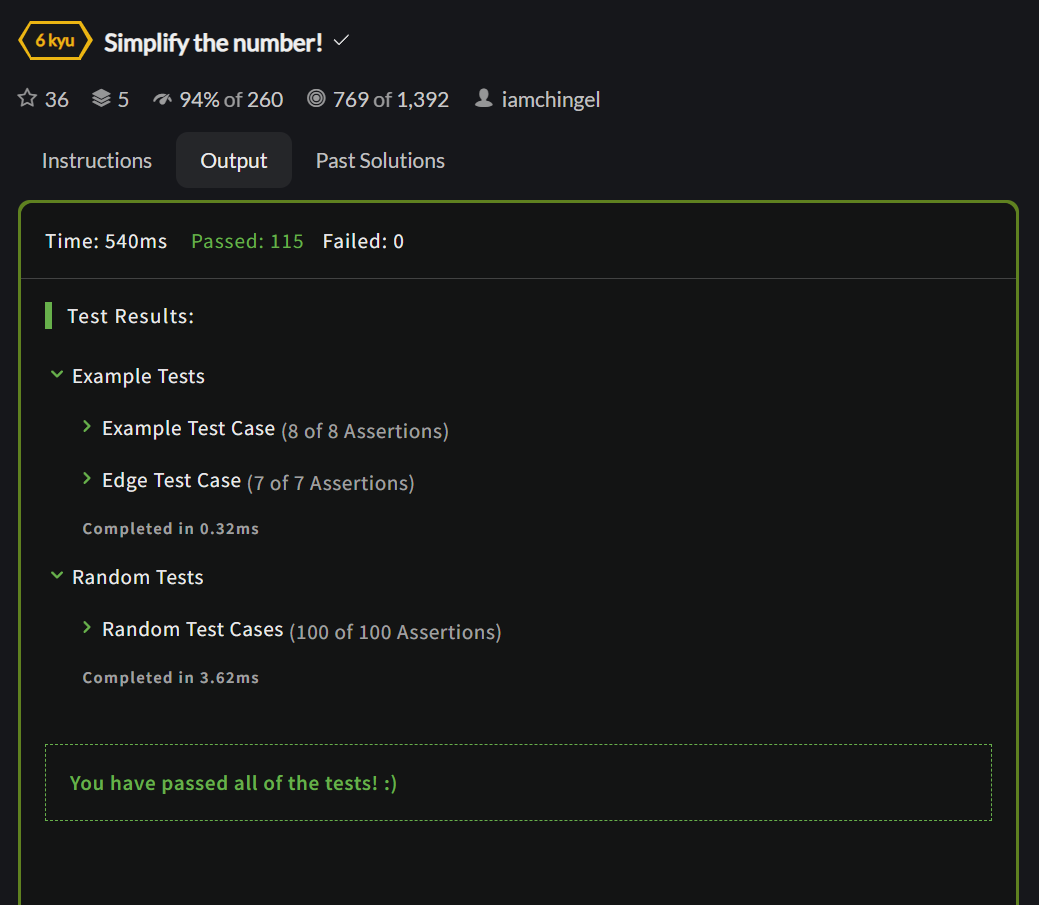 6 kyu Simplify the number!
36 5 94% of 260 769 of 1,392 iamchingel
Instructions Output Past Solutions
Time: 540ms Passed: 115 Failed: 0
Test Results:
Example Tests
Example Test Case (8 of 8 Assertions)
Edge Test Case (7 of 7 Assertions)
Completed in 0.32ms
Random Tests
Random Test Cases (100 of 100 Assertions)
Completed in 3.62ms
You have passed all of the tests! :)